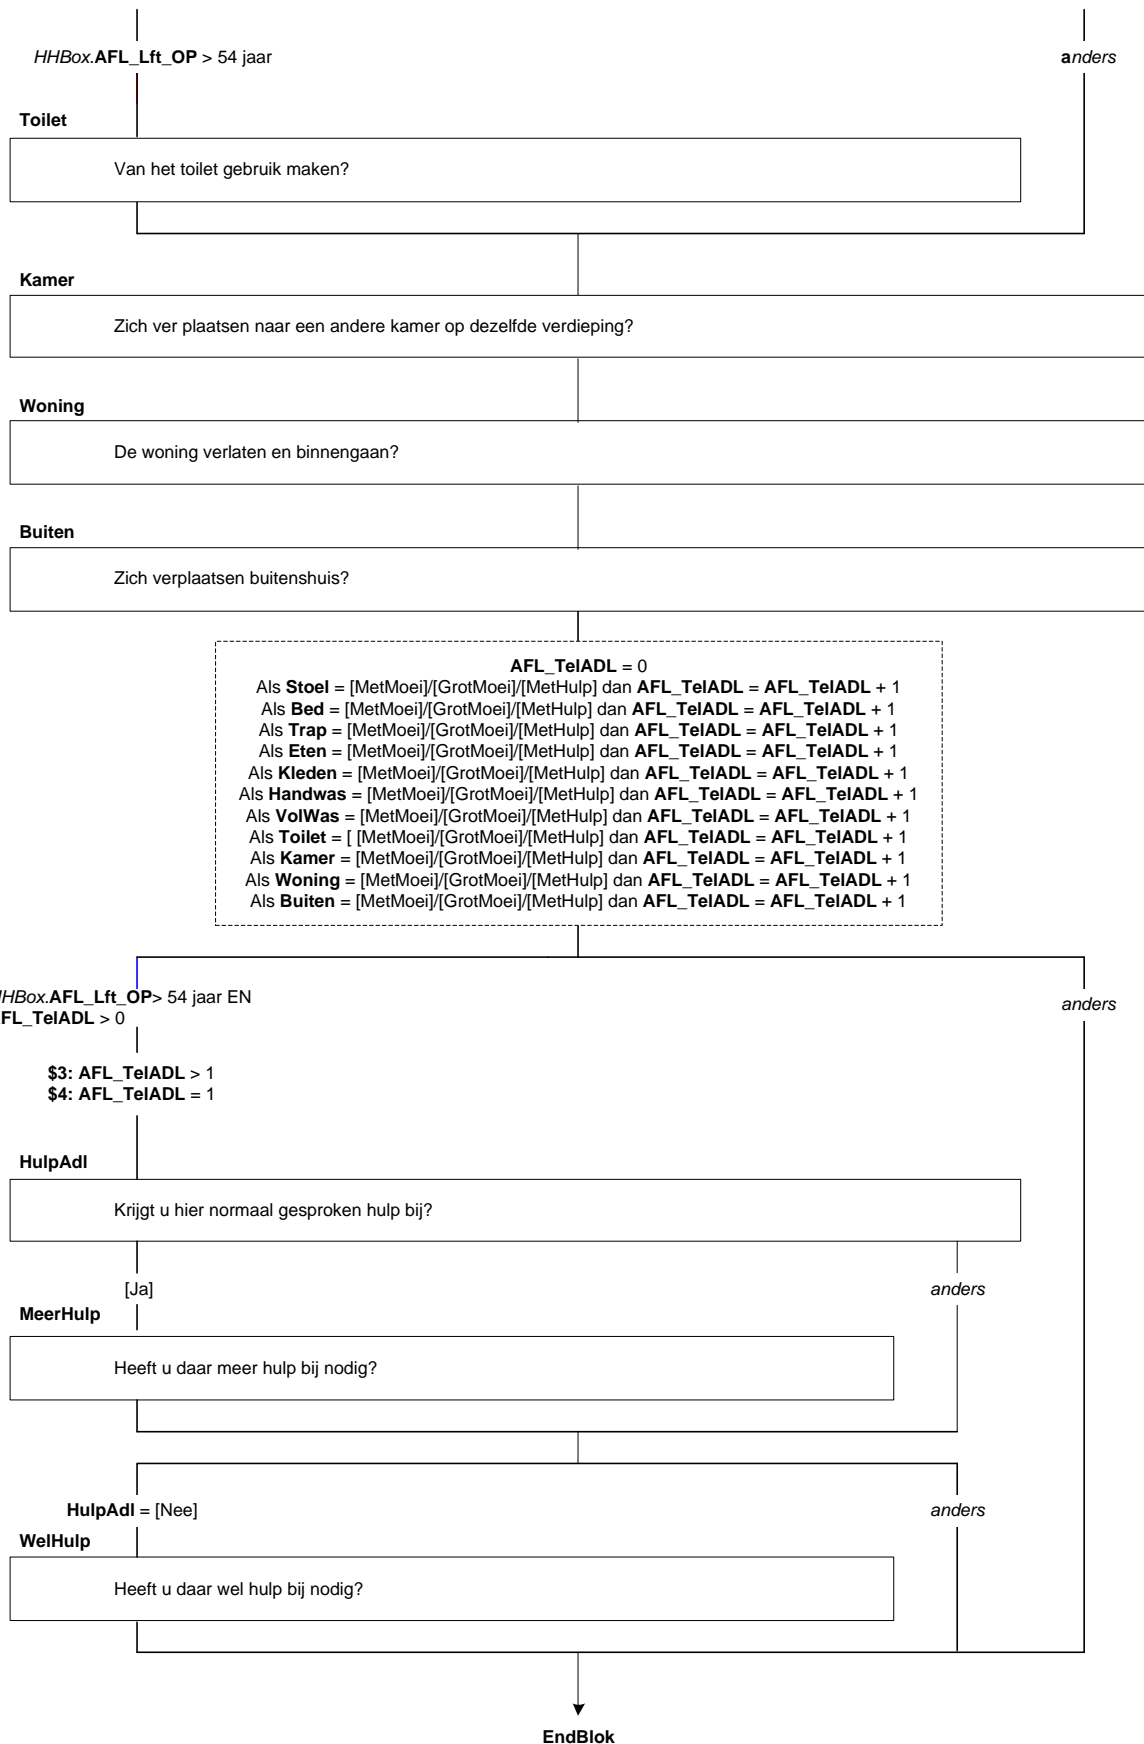 HHBox.AFL_Lft_OP > 54 jaar
anders
Toilet
Van het toilet gebruik maken?
Kamer
Zich ver plaatsen naar een andere kamer op dezelfde verdieping?
Woning
De woning verlaten en binnengaan?
Buiten
Zich verplaatsen buitenshuis?
AFL_TelADL = 0
Als Stoel = [MetMoei]/[GrotMoei]/[MetHulp] dan AFL_TelADL = AFL_TelADL + 1
Als Bed = [MetMoei]/[GrotMoei]/[MetHulp] dan AFL_TelADL = AFL_TelADL + 1
Als Trap = [MetMoei]/[GrotMoei]/[MetHulp] dan AFL_TelADL = AFL_TelADL + 1
Als Eten = [MetMoei]/[GrotMoei]/[MetHulp] dan AFL_TelADL = AFL_TelADL + 1
Als Kleden = [MetMoei]/[GrotMoei]/[MetHulp] dan AFL_TelADL = AFL_TelADL + 1
Als Handwas = [MetMoei]/[GrotMoei]/[MetHulp] dan AFL_TelADL = AFL_TelADL + 1
Als VolWas = [MetMoei]/[GrotMoei]/[MetHulp] dan AFL_TelADL = AFL_TelADL + 1
Als Toilet = [ [MetMoei]/[GrotMoei]/[MetHulp] dan AFL_TelADL = AFL_TelADL + 1
Als Kamer = [MetMoei]/[GrotMoei]/[MetHulp] dan AFL_TelADL = AFL_TelADL + 1
Als Woning = [MetMoei]/[GrotMoei]/[MetHulp] dan AFL_TelADL = AFL_TelADL + 1
Als Buiten = [MetMoei]/[GrotMoei]/[MetHulp] dan AFL_TelADL = AFL_TelADL + 1
HBox.AFL_Lft_OP> 54 jaar EN
anders
FL_TelADL > 0
$3: AFL_TelADL > 1
$4: AFL_TelADL = 1
HulpAdl
Krijgt u hier normaal gesproken hulp bij?
[Ja]
anders
MeerHulp
Heeft u daar meer hulp bij nodig?
HulpAdl = [Nee]
anders
WelHulp
Heeft u daar wel hulp bij nodig?
EndBlok